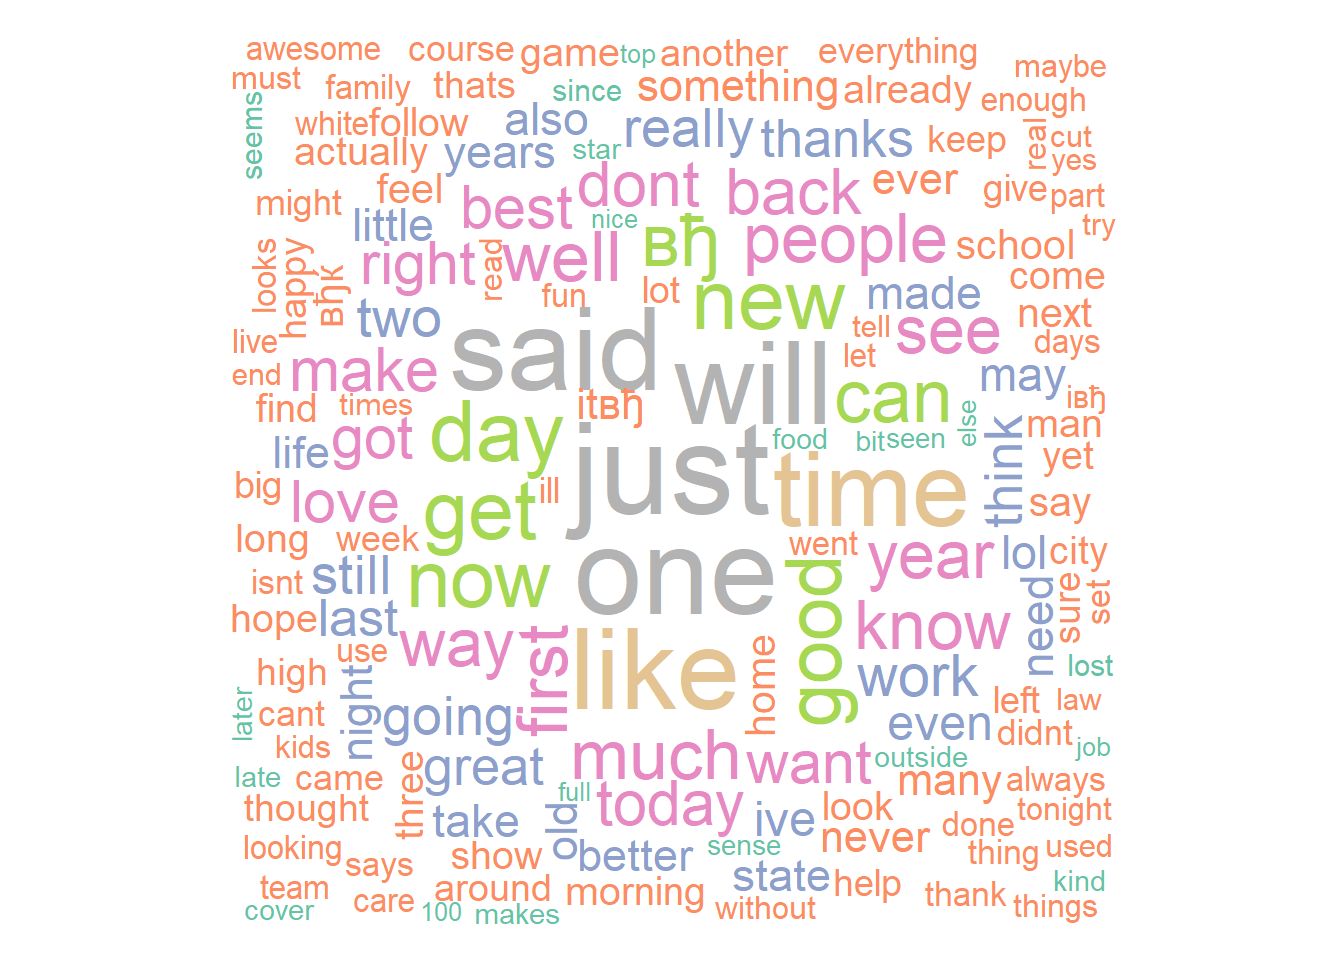 awesome course game top another everything maybe
must family thats since something already enough
seems white follow also really thanks keep real cut
actually years star yes
might feel best dont back ever give part
little nice try
looks happy вђќ right read well вђ people school come
fun lot new made next
live two said will tell see days
end make let may
find times itвђ can iвђ
life got day just food bit seen else think man yet
big love get ill time say
long week went year lol city
isnt still now one good need sure set
hope last way first like home know
use work lost
high night left law
later cant going even didnt
kids much want outside job
late came three great many always
thought full today look tonight
take old ive never done
looking says show better sense thing used
team care around morning state help thank kind
cover 100 makes without things